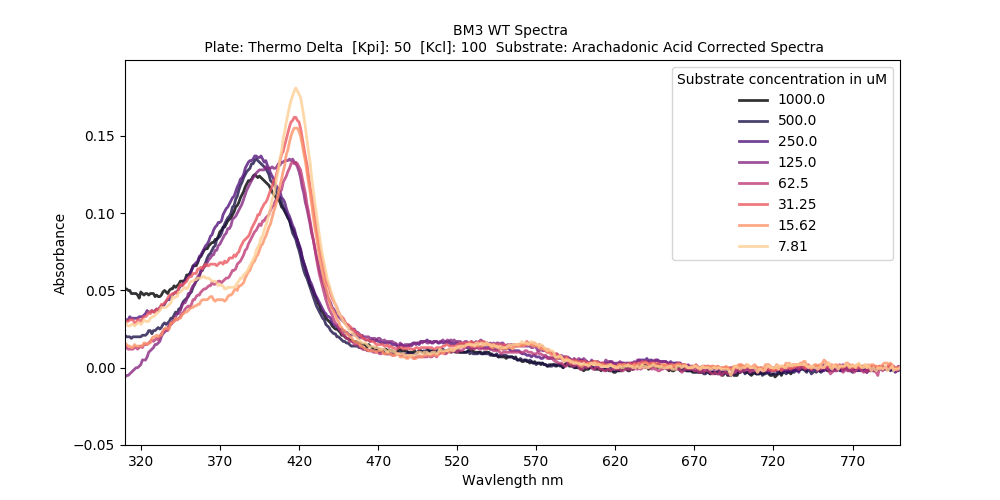 BM3 WT Spectra
Plate: Thermo Delta [Kpi]: 50 [Kcl]: 100 Substrate: Arachadonic Acid Corrected Spectra
Substrate concentration in uM
1000.0
500.0
250.0
125.0
62.5
31.25
15.62
7.81
Absorbance
0.15
0.10
0.05
0.00
−0.05
320 370 420 470 520 570 620 670 720 770
Wavlength nm